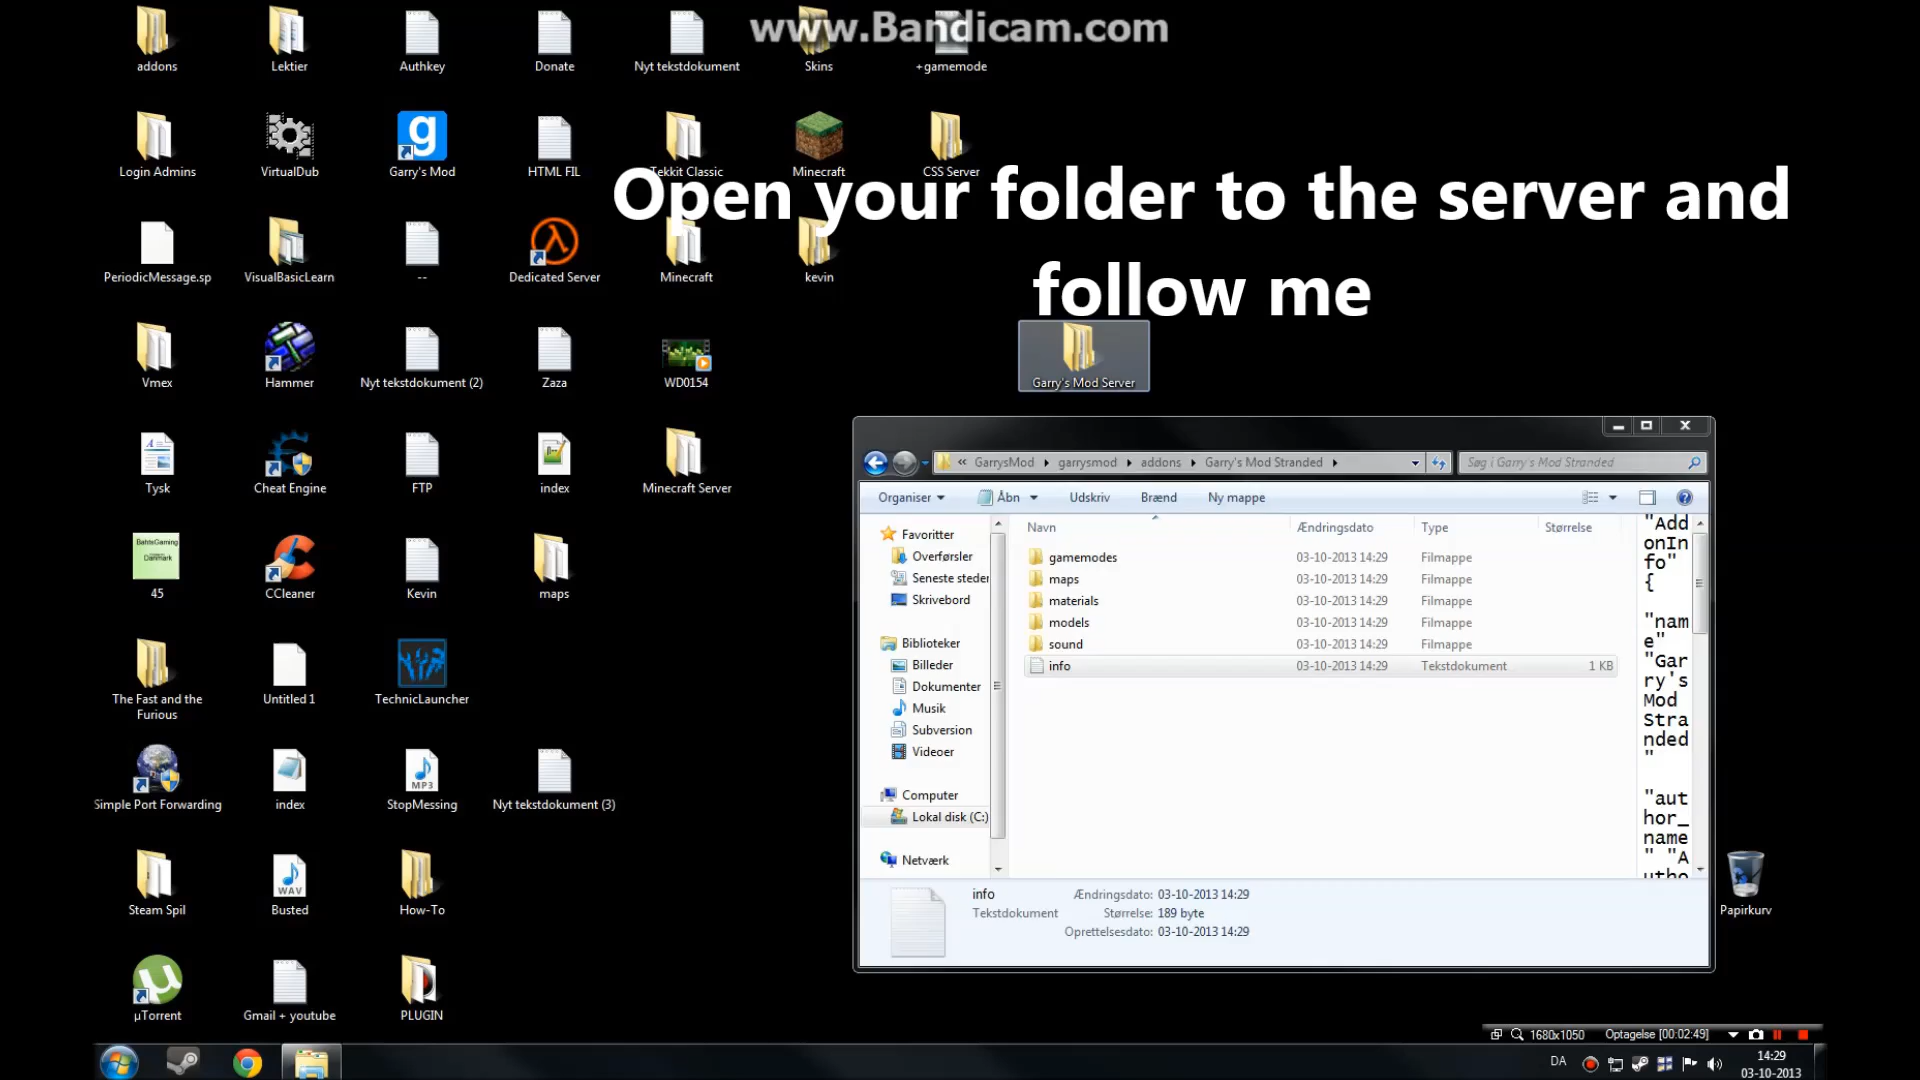 www.Bandicam.com
addons
Lektier
Authkey
Donate
Nyt tekstdokument
Skins
+gamemode
Login Admins
VirtualDub
Garry's Mod
HTML FIL
Tekkit Classic
Minecraft
CSS Server
Open your folder to the server and
follow me
PeriodicMessage.sp
VisualBasicLearn
--
Dedicated Server
Minecraft
kevin
Vmex
Hammer
Nyt tekstdokument (2)
Zaza
WD0154
Garry's Mod Server
Tysk
Cheat Engine
FTP
index
Minecraft Server
BahtsGaming
Danmark
45
CCleaner
Kevin
maps
The Fast and the
Furious
Untitled 1
TechnicLauncher
Simple Port Forwarding
index
MP3
StopMessing
Nyt tekstdokument (3)
Steam Spil
WAV
Busted
How-To
µTorrent
Gmail + youtube
PLUGIN
« GarrysMod garrysmod addons Garry's Mod Stranded
Søg i Garry's Mod Stranded
Organiser Åbn Udskriv Brænd Ny mappe
Favoritter
Overførsler
Seneste steder
Skrivebord
Biblioteker
Billeder
Dokumenter
Musik
Subversion
Videoer
Computer
Lokal disk (C:)
Netværk
Navn Ændringsdato Type Størrelse
gamemodes 03-10-2013 14:29 Filmappe
maps 03-10-2013 14:29 Filmappe
materials 03-10-2013 14:29 Filmappe
models 03-10-2013 14:29 Filmappe
sound 03-10-2013 14:29 Filmappe
info 03-10-2013 14:29 Tekstdokument 1 KB
"Add
onIn
fo"
{
"nam
e"
"Gar
ry's
Mod
Stra
nded
"
"aut
hor_
name
" "A
utho
info
Tekstdokument
Ændringsdato: 03-10-2013 14:29
Størrelse: 189 byte
Oprettelsesdato: 03-10-2013 14:29
Papirkurv
1680x1050 Optagelse [00:02:49]
DA
14:29
03-10-2013